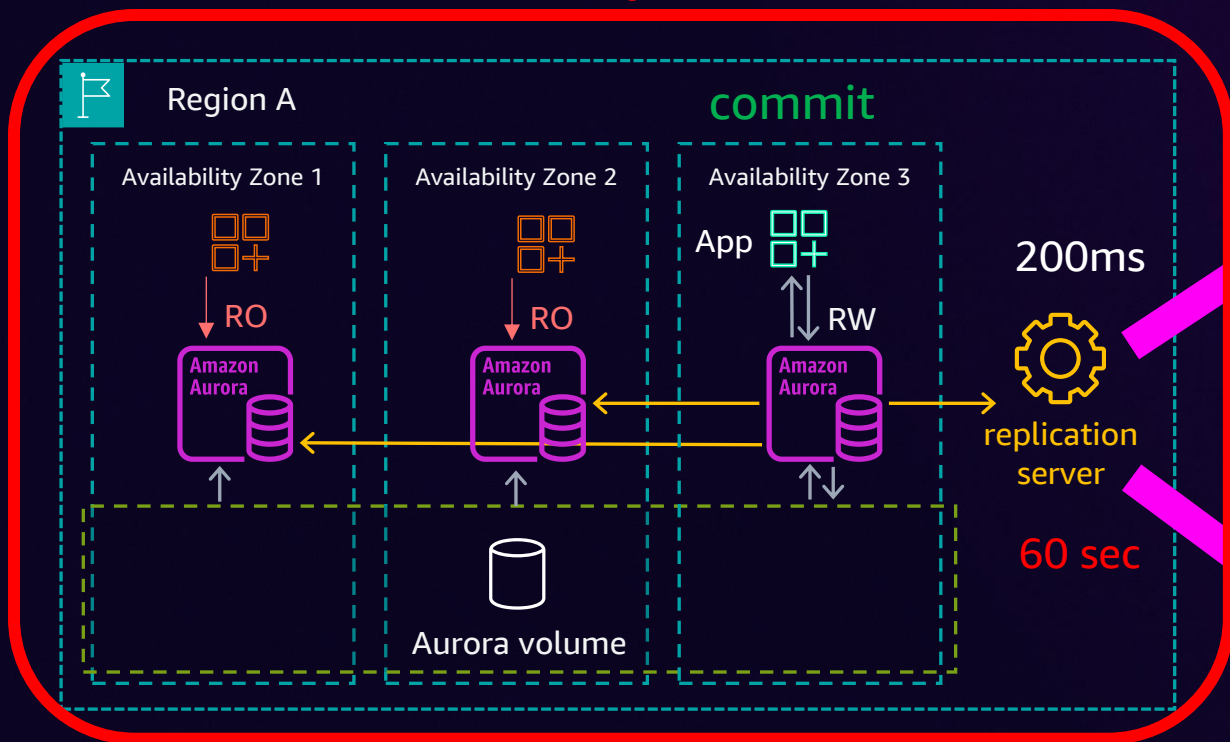 Region A
commit
Availability Zone 1
Availability Zone 2
Availability Zone 3
App
200ms
RO
RO
RW
Amazon
Aurora
Amazon
Aurora
Amazon
Aurora
replication
server
60 sec
Aurora volume